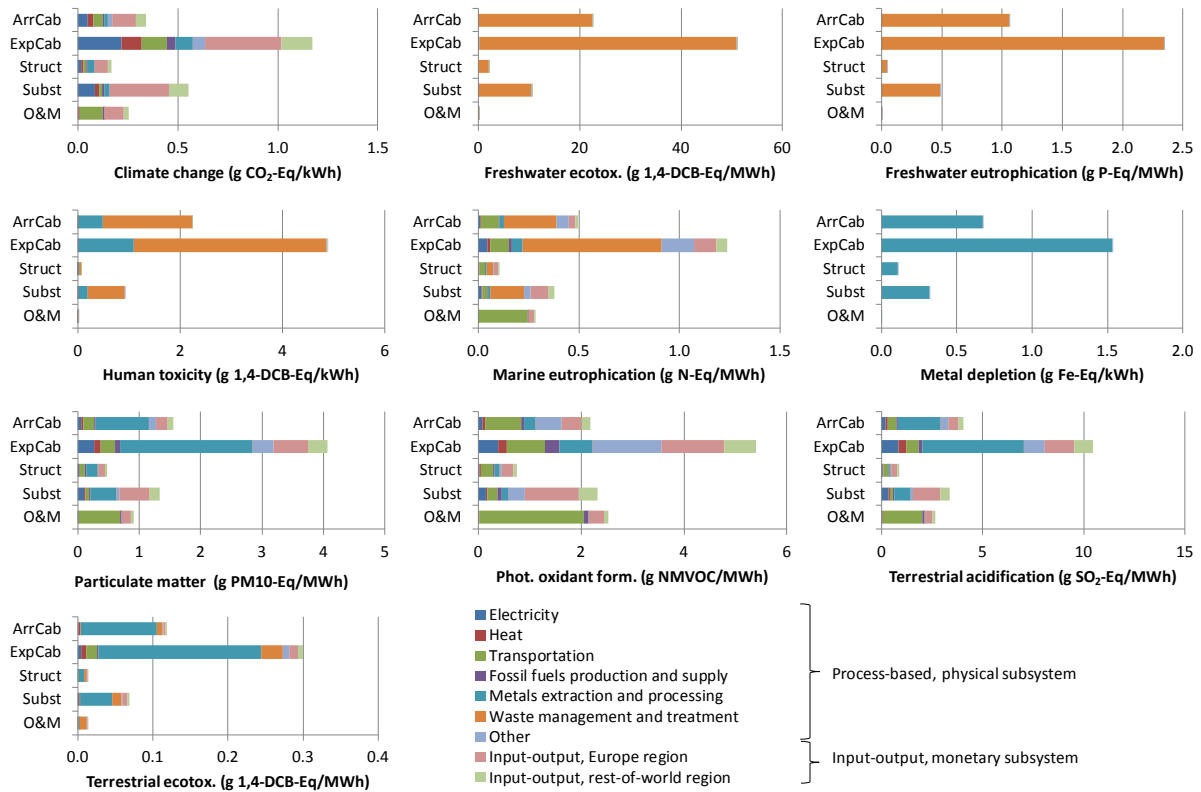 ArrCab
ExpCab
Struct
Subst
O&M
0.0 0.5 1.0 1.5
Climate change (g CO₂-Eq/kWh)
ArrCab
ExpCab
Struct
Subst
O&M
0 20 40 60
Freshwater ecotox. (g 1,4-DCB-Eq/MWh)
ArrCab
ExpCab
Struct
Subst
O&M
0.0 0.5 1.0 1.5 2.0 2.5
Freshwater eutrophication (g P-Eq/MWh)
ArrCab
ExpCab
Struct
Subst
O&M
0 2 4 6
Human toxicity (g 1,4-DCB-Eq/kWh)
ArrCab
ExpCab
Struct
Subst
O&M
0.0 0.5 1.0 1.5
Marine eutrophication (g N-Eq/MWh)
ArrCab
ExpCab
Struct
Subst
O&M
0.0 0.5 1.0 1.5 2.0
Metal depletion (g Fe-Eq/kWh)
ArrCab
ExpCab
Struct
Subst
O&M
0 1 2 3 4 5
Particulate matter (g PM10-Eq/MWh)
ArrCab
ExpCab
Struct
Subst
O&M
0 2 4 6
Phot. oxidant form. (g NMVOC/MWh)
ArrCab
ExpCab
Struct
Subst
O&M
0 5 10 15
Terrestrial acidification (g SO₂-Eq/MWh)
ArrCab
ExpCab
Struct
Subst
O&M
0.0 0.1 0.2 0.3 0.4
Terrestrial ecotox. (g 1,4-DCB-Eq/MWh)
Electricity
Heat
Transportation
Fossil fuels production and supply
Metals extraction and processing
Waste management and treatment
Other
Input-output, Europe region
Input-output, rest-of-world region
Process-based, physical subsystem
Input-output, monetary subsystem